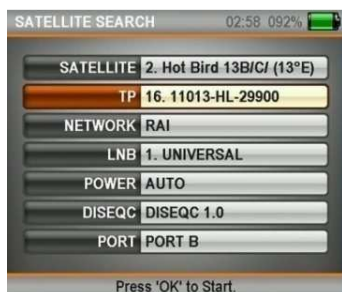 SATELLITE SEARCH 02:58 092%
SATELLITE 2. Hot Bird 13B/C/ (13°E)
TP 16. 11013-HL-29900
NETWORK RAI
LNB 1. UNIVERSAL
POWER AUTO
DISEQC DISEQC 1.0
PORT PORT B
Press 'OK' to Start.